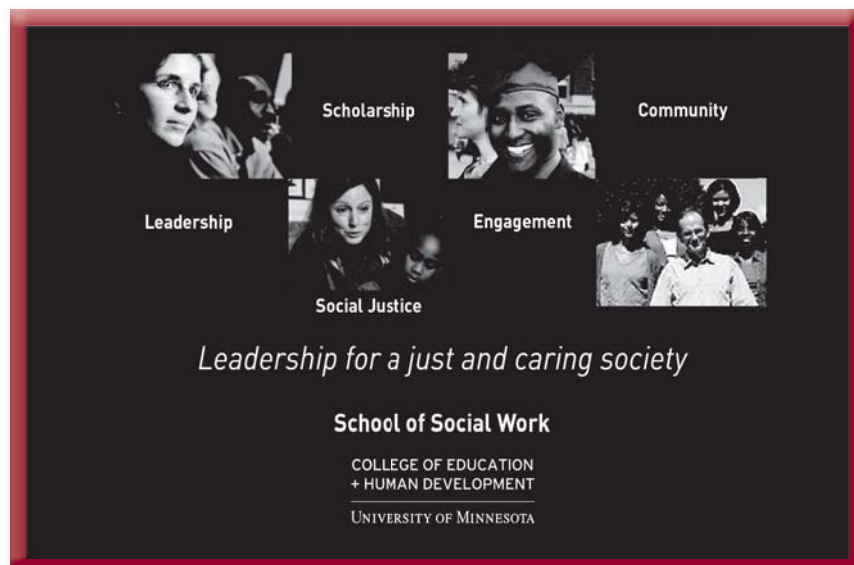 Scholarship
Community
Leadership
Engagement
Social Justice
Leadership for a just and caring society
School of Social Work
COLLEGE OF EDUCATION
+ HUMAN DEVELOPMENT
UNIVERSITY OF MINNESOTA